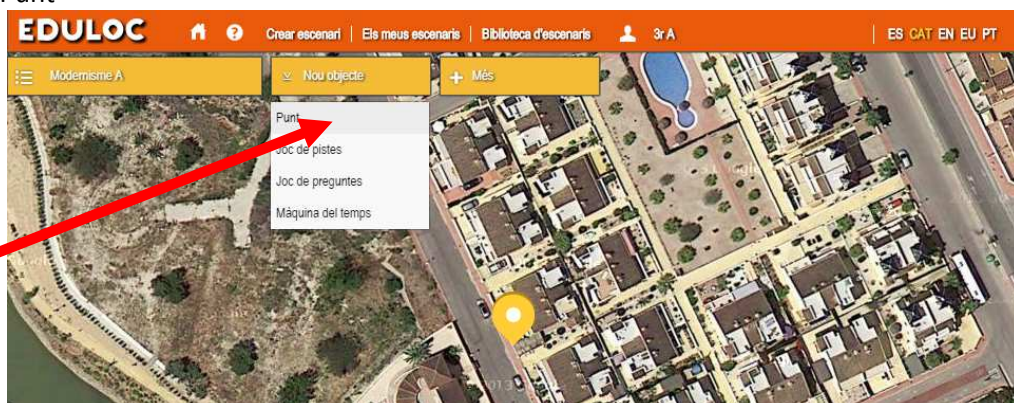 Punt
EDULOC ? Crear escenari | Els meus escenaris | Biblioteca d'escenaris 3r A | ES CAT EN EU PT
Modernisme A Nou objecte + Més
Punt
Joc de pistes
Joc de preguntes
Màquina del temps